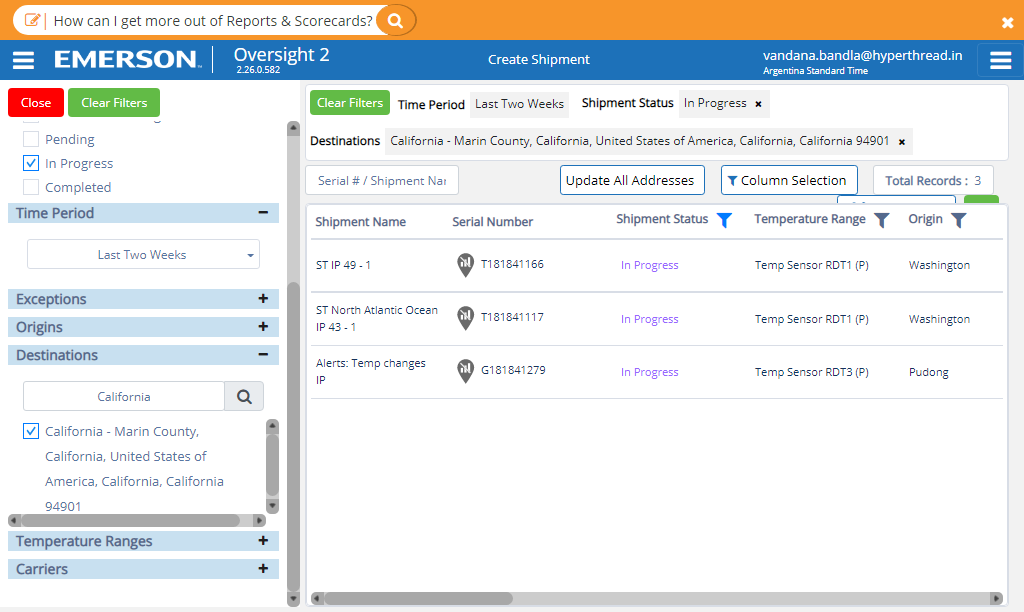 How can I get more out of Reports & Scorecards?
EMERSON
Oversight 2
2.26.0.582
Create Shipment
vandana.bandla@hyperthread.in
Argentina Standard Time
Close
Clear Filters
Pending
In Progress
Completed
Time Period
Last Two Weeks
Exceptions
Origins
Destinations
California
California - Marin County,
California, United States of
America, California, California
94901
Temperature Ranges
Carriers
Clear Filters
Time Period
Last Two Weeks
Shipment Status
In Progress ×
Destinations
California - Marin County, California, United States of America, California, California 94901 ×
Serial # / Shipment Nar
Update All Addresses
Column Selection
Total Records : 3
Shipment Name
Serial Number
Shipment Status
Temperature Range
Origin
ST IP 49 - 1
T181841166
In Progress
Temp Sensor RDT1 (P)
Washington
ST North Atlantic Ocean
IP 43 - 1
T181841117
In Progress
Temp Sensor RDT1 (P)
Washington
Alerts: Temp changes
IP
G181841279
In Progress
Temp Sensor RDT3 (P)
Pudong